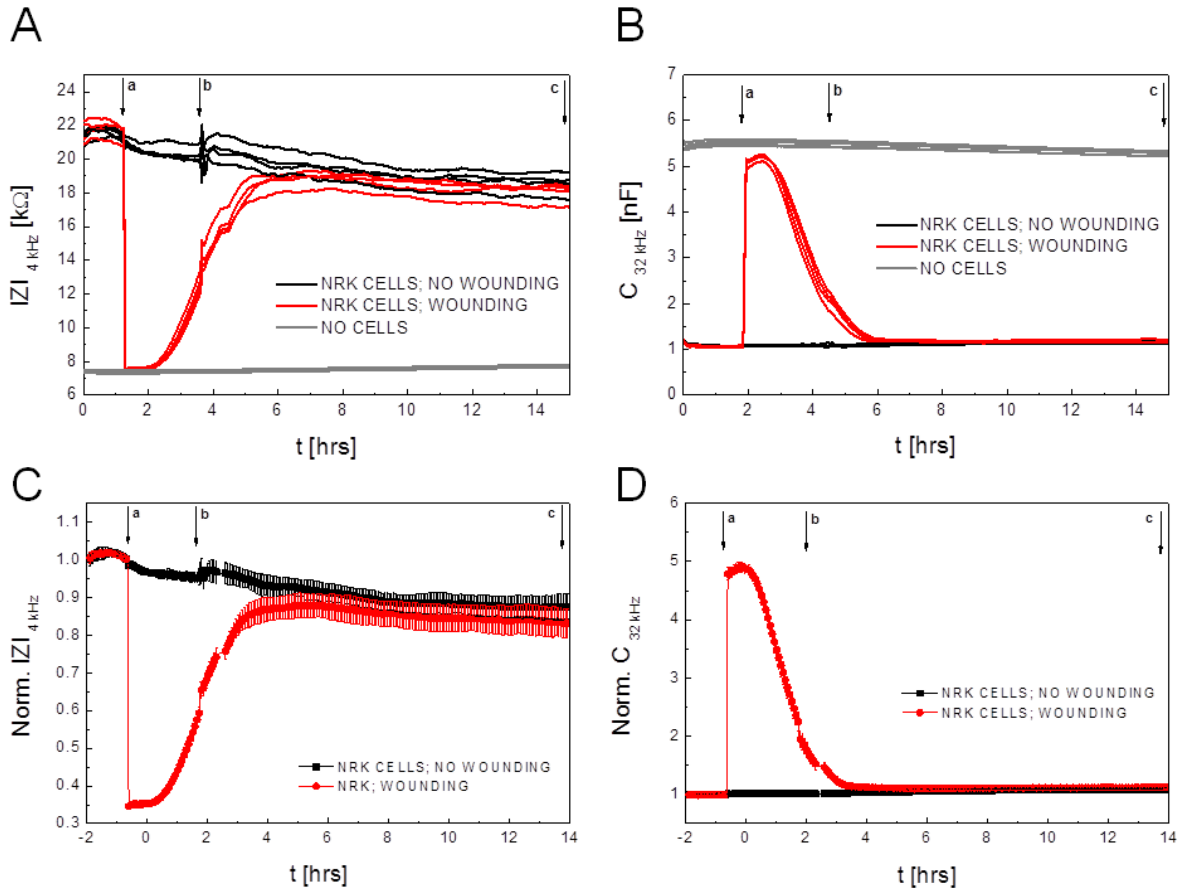 A
B
a
b
c
24
22
20
18
16
14
12
10
8
6
|Z| 4 kHz [kΩ]
NRK CELLS; NO WOUNDING
NRK CELLS; WOUNDING
NO CELLS
0 2 4 6 8 10 12 14
t [hrs]
a
b
c
7
6
5
4
3
2
1
0
C 32 kHz [nF]
NRK CELLS; NO WOUNDING
NRK CELLS; WOUNDING
NO CELLS
0 2 4 6 8 10 12 14
t [hrs]
C
D
a
b
c
1.1
1.0
0.9
0.8
0.7
0.6
0.5
0.4
0.3
Norm. |Z| 4 kHz
NRK CELLS; NO WOUNDING
NRK; WOUNDING
-2 0 2 4 6 8 10 12 14
t [hrs]
a
b
c
6
5
4
3
2
1
Norm. C 32 kHz
NRK CELLS; NO WOUNDING
NRK CELLS; WOUNDING
-2 0 2 4 6 8 10 12 14
t [hrs]